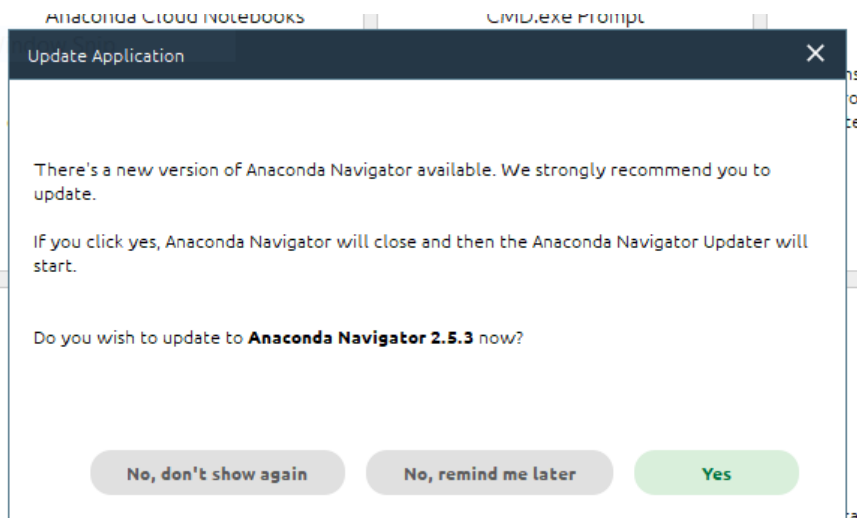 Anaconda Cloud Notebooks
CMD.exe Prompt
Update Application
There's a new version of Anaconda Navigator available. We strongly recommend you to
update.
If you click yes, Anaconda Navigator will close and then the Anaconda Navigator Updater will
start.
Do you wish to update to Anaconda Navigator 2.5.3 now?
No, don't show again
No, remind me later
Yes